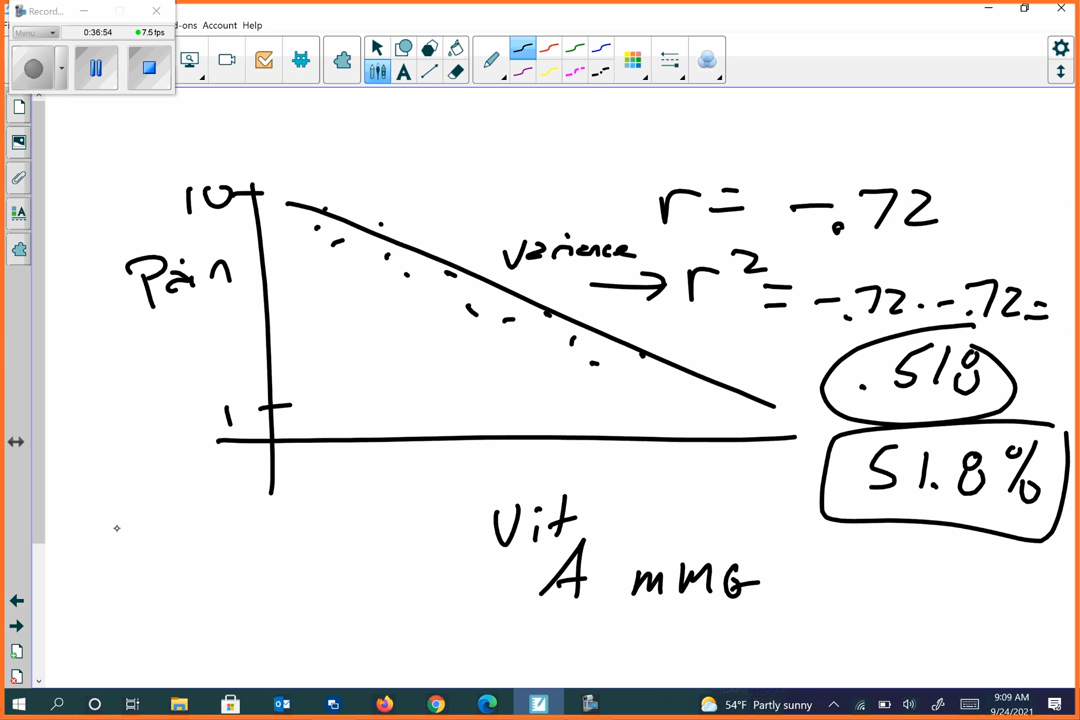 Record...
Menu
0:36:54
7.5 fps
d-ons Account Help
10
Pain
1
r = -.72
varience
r² = -.72 · -.72 =
.518
51.8%
Vit
A mmG
54°F Partly sunny
9:09 AM
9/24/2021